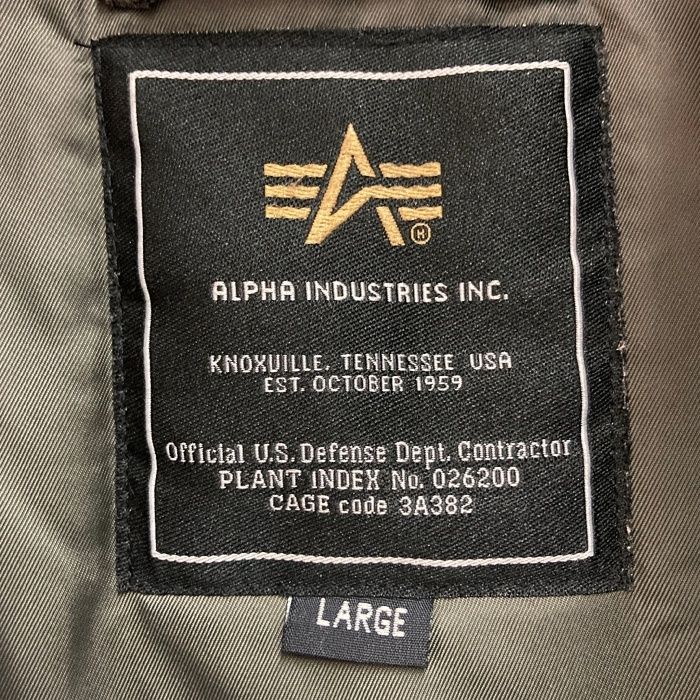 ALPHA INDUSTRIES INC.
KNOXVILLE, TENNESSEE USA
EST. OCTOBER 1959
Official U.S. Defense Dept. Contractor
PLANT INDEX No. 026200
CAGE code 3A382
LARGE